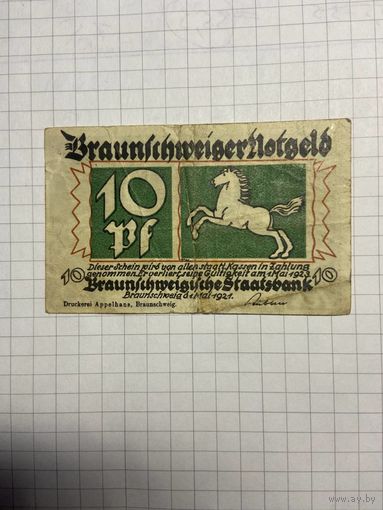 Braunschweiger Notgeld
10
Pf
Dieser Schein wird von allen staatl. Kassen in Zahlung
genommen. Er verliert seine Gültigkeit am 1. Mai 1923.
10 Braunschweigische Staatsbank 10
Braunschweig d. 1. Mai 1921.
Druckerei Appelhans, Braunschweig.
www.ay.by